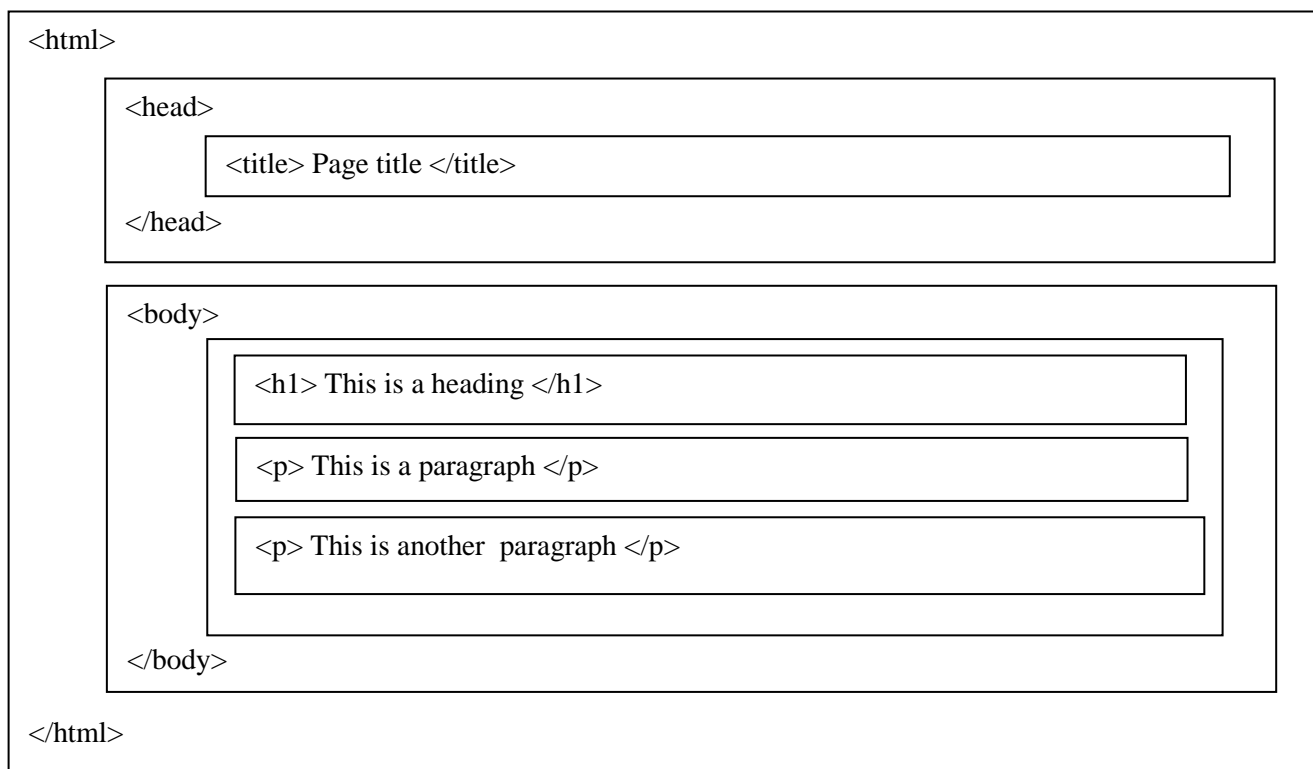 <html>
<head>
<title> Page title </title>
</head>
<body>
<h1> This is a heading </h1>
<p> This is a paragraph </p>
<p> This is another  paragraph </p>
</body>
</html>